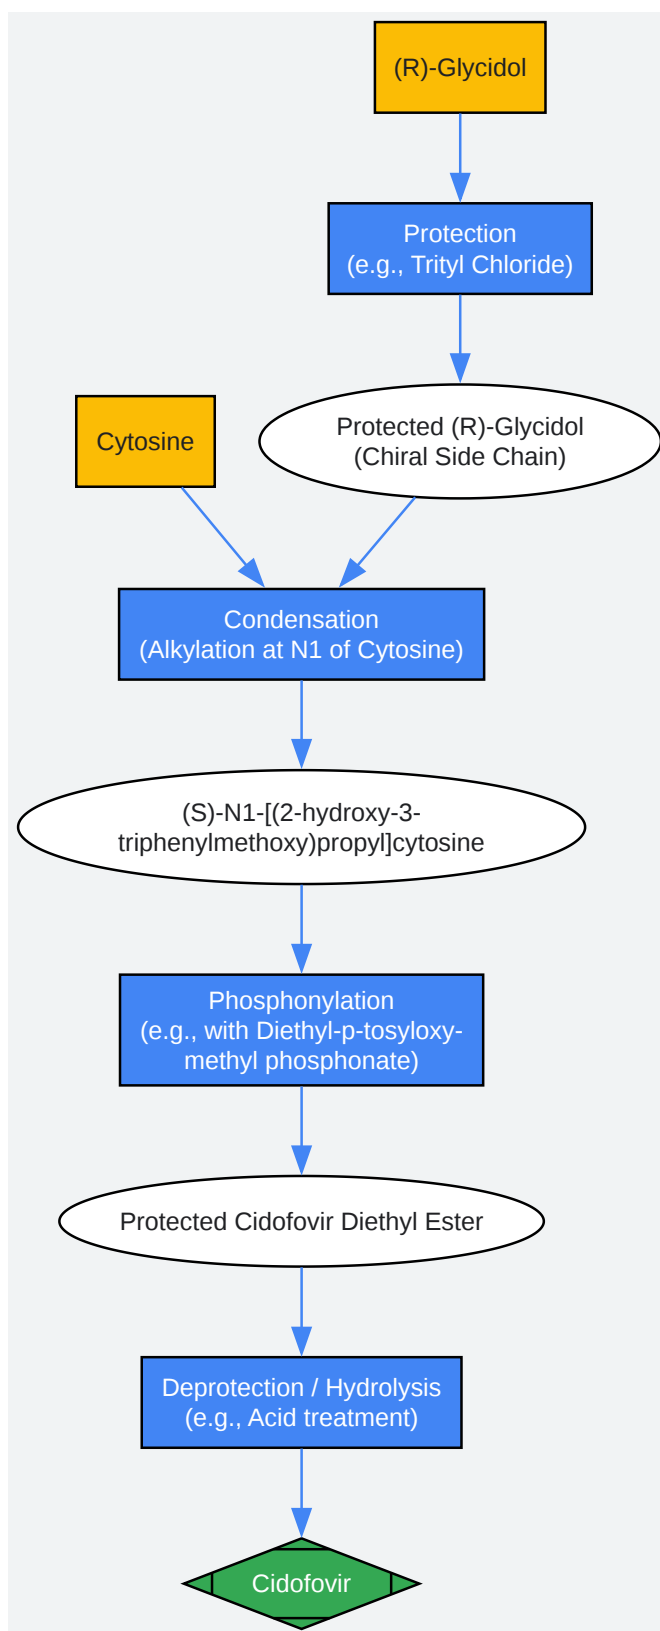 (R)-Glycidol
Protection
(e.g., Trityl Chloride)
Protected (R)-Glycidol
(Chiral Side Chain)
Cytosine
Condensation
(Alkylation at N1 of Cytosine)
(S)-N1-[(2-hydroxy-3-
triphenylmethoxy)propyl]cytosine
Phosphonylation
(e.g., with Diethyl-p-tosyloxy-
methyl phosphonate)
Protected Cidofovir Diethyl Ester
Deprotection / Hydrolysis
(e.g., Acid treatment)
Cidofovir